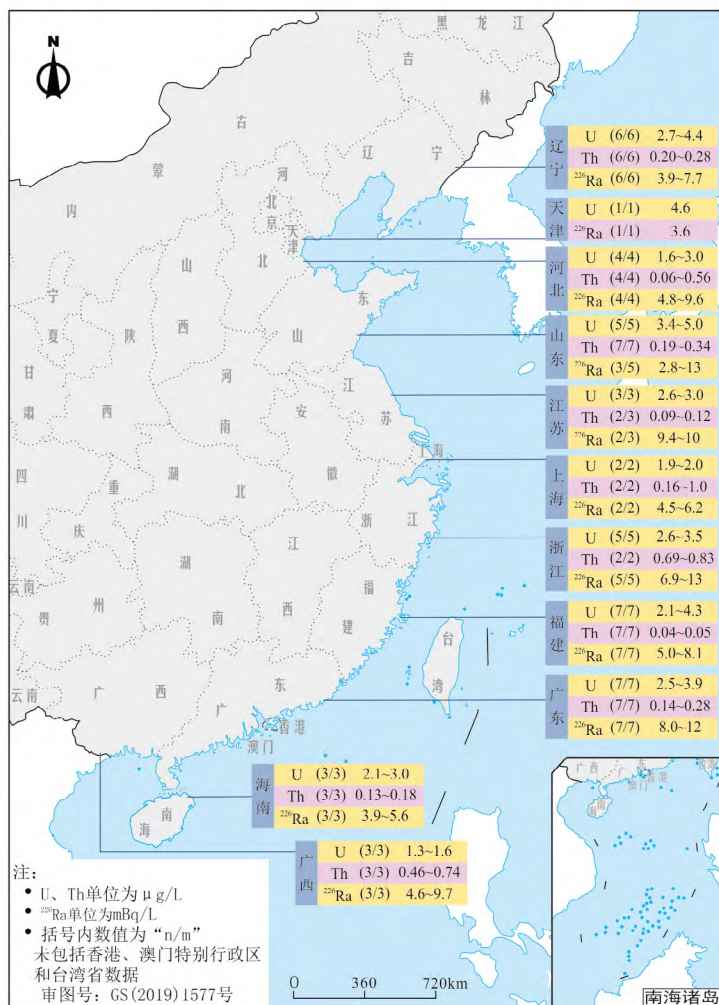 N
黑龙江
吉林
辽宁
内蒙古
河北
北京
天津
山西
山东
宁夏
陕西
甘肃
河南
江苏
安徽
上海
四川
重庆
湖北
浙江
湖南
江西
福建
云南
贵州
台湾
云南
广西
广东
香港
澳门
海南
辽宁
U (6/6) 2.7~4.4
Th (6/6) 0.20~0.28
²²⁶Ra (6/6) 3.9~7.7
天津
U (1/1) 4.6
²²⁶Ra (1/1) 3.6
河北
U (4/4) 1.6~3.0
Th (4/4) 0.06~0.56
²²⁶Ra (4/4) 4.8~9.6
山东
U (5/5) 3.4~5.0
Th (7/7) 0.19~0.34
²²⁶Ra (3/5) 2.8~13
江苏
U (3/3) 2.6~3.0
Th (2/3) 0.09~0.12
²²⁶Ra (2/3) 9.4~10
上海
U (2/2) 1.9~2.0
Th (2/2) 0.16~1.0
²²⁶Ra (2/2) 4.5~6.2
浙江
U (5/5) 2.6~3.5
Th (2/2) 0.69~0.83
²²⁶Ra (5/5) 6.9~13
福建
U (7/7) 2.1~4.3
Th (7/7) 0.04~0.05
²²⁶Ra (7/7) 5.0~8.1
广东
U (7/7) 2.5~3.9
Th (7/7) 0.14~0.28
²²⁶Ra (7/7) 8.0~12
海南
U (3/3) 2.1~3.0
Th (3/3) 0.13~0.18
²²⁶Ra (3/3) 3.9~5.6
广西
U (3/3) 1.3~1.6
Th (3/3) 0.46~0.74
²²⁶Ra (3/3) 4.6~9.7
注：
• U、Th单位为μg/L
• ²²⁶Ra单位为mBq/L
• 括号内数值为“n/m”
未包括香港、澳门特别行政区
和台湾省数据
审图号：GS(2019)1577号
0 360 720km
广西
广东
香港
澳门
台湾
海南
南海诸岛